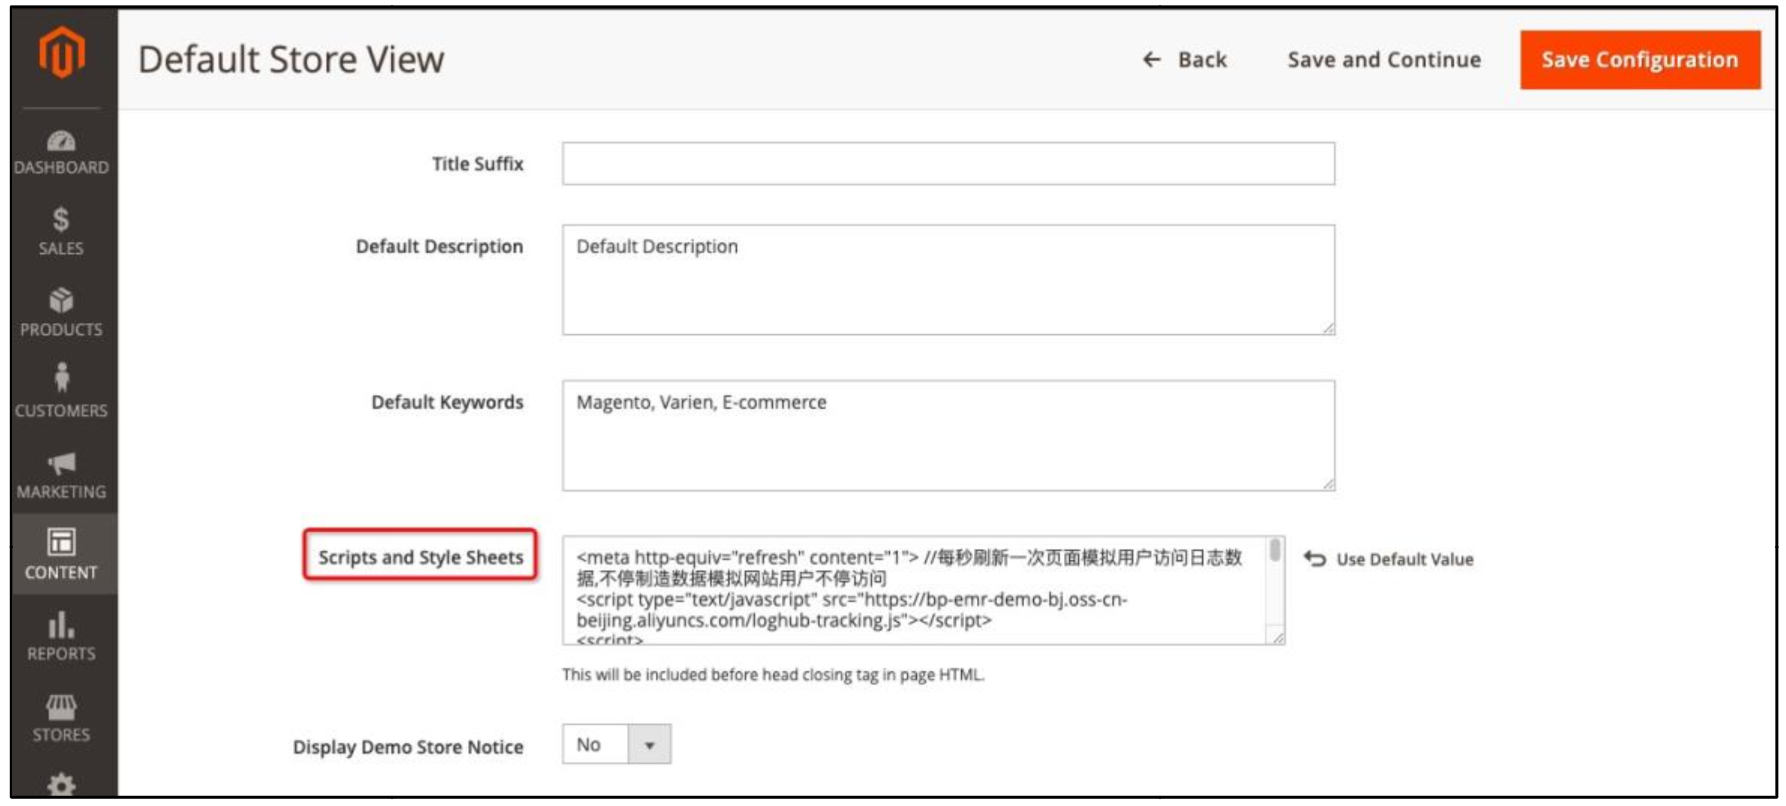 Default Store View
← Back
Save and Continue
Save Configuration
DASHBOARD
$
SALES
PRODUCTS
CUSTOMERS
MARKETING
CONTENT
REPORTS
STORES
Title Suffix
Default Description
Default Description
Default Keywords
Magento, Varien, E-commerce
Scripts and Style Sheets
<meta http-equiv="refresh" content="1"> //每秒刷新一次页面模拟用户访问日志数
据,不停制造数据模拟网站用户不停访问
<script type="text/javascript" src="https://bp-emr-demo-bj.oss-cn-
beijing.aliyuncs.com/loghub-tracking.js"></script>
<script>
Use Default Value
This will be included before head closing tag in page HTML.
Display Demo Store Notice
No